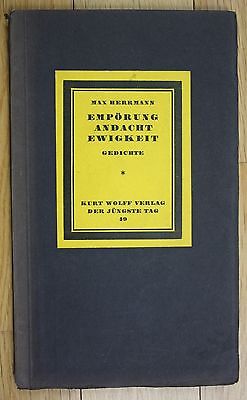 MAX HERRMANN
EMPÖRUNG
ANDACHT
EWIGKEIT
GEDICHTE
*
KURT WOLFF VERLAG
DER JÜNGSTE TAG
49